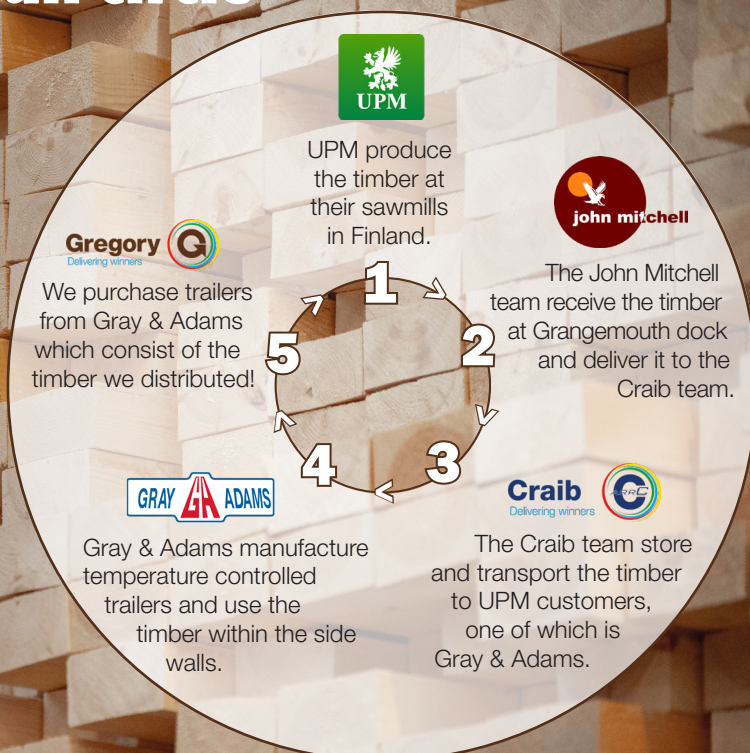 UPM
UPM produce
the timber at
their sawmills
in Finland.
1
john mitchell
The John Mitchell
team receive the timber
at Grangemouth dock
and deliver it to the
Craib team.
2
Craib
Delivering winners
ARRC
The Craib team store
and transport the timber
to UPM customers,
one of which is
Gray & Adams.
3
GRAY GA ADAMS
Gray & Adams manufacture
temperature controlled
trailers and use the
timber within the side
walls.
4
Gregory G
Delivering winners
We purchase trailers
from Gray & Adams
which consist of the
timber we distributed!
5